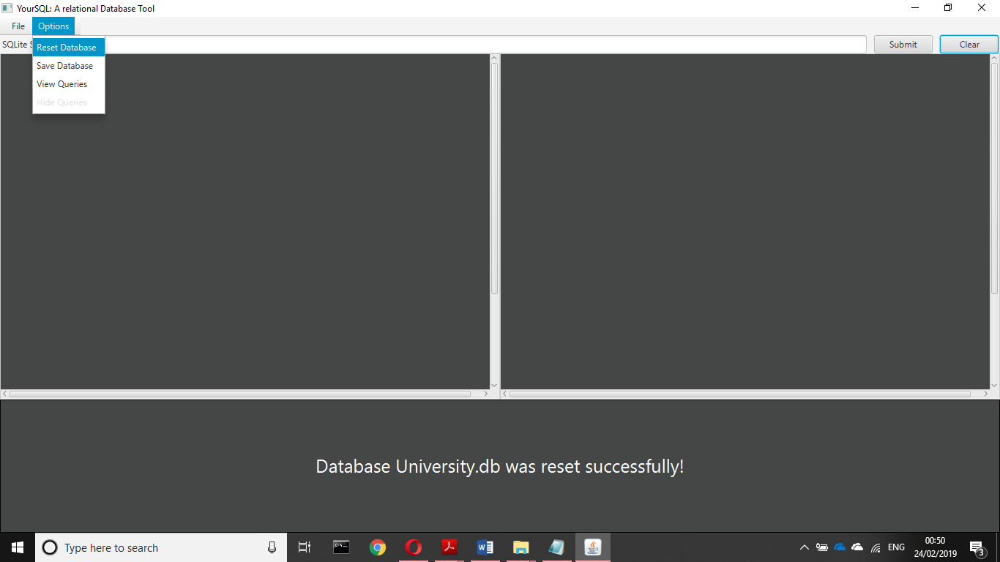 YourSQL: A relational Database Tool
File Options
SQLite S
Submit Clear
Reset Database
Save Database
View Queries
Hide Queries
Database University.db was reset successfully!
Type here to search
ENG
00:50
24/02/2019
3